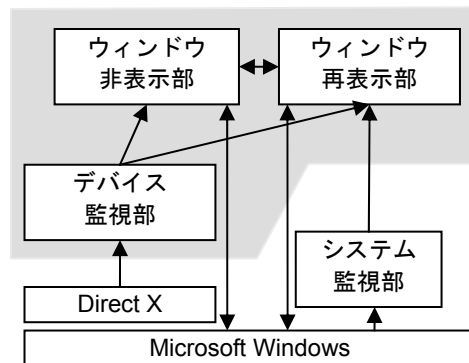 ウィンドウ
非表示部
ウィンドウ
再表示部
デバイス
監視部
システム
監視部
Direct X
Microsoft Windows